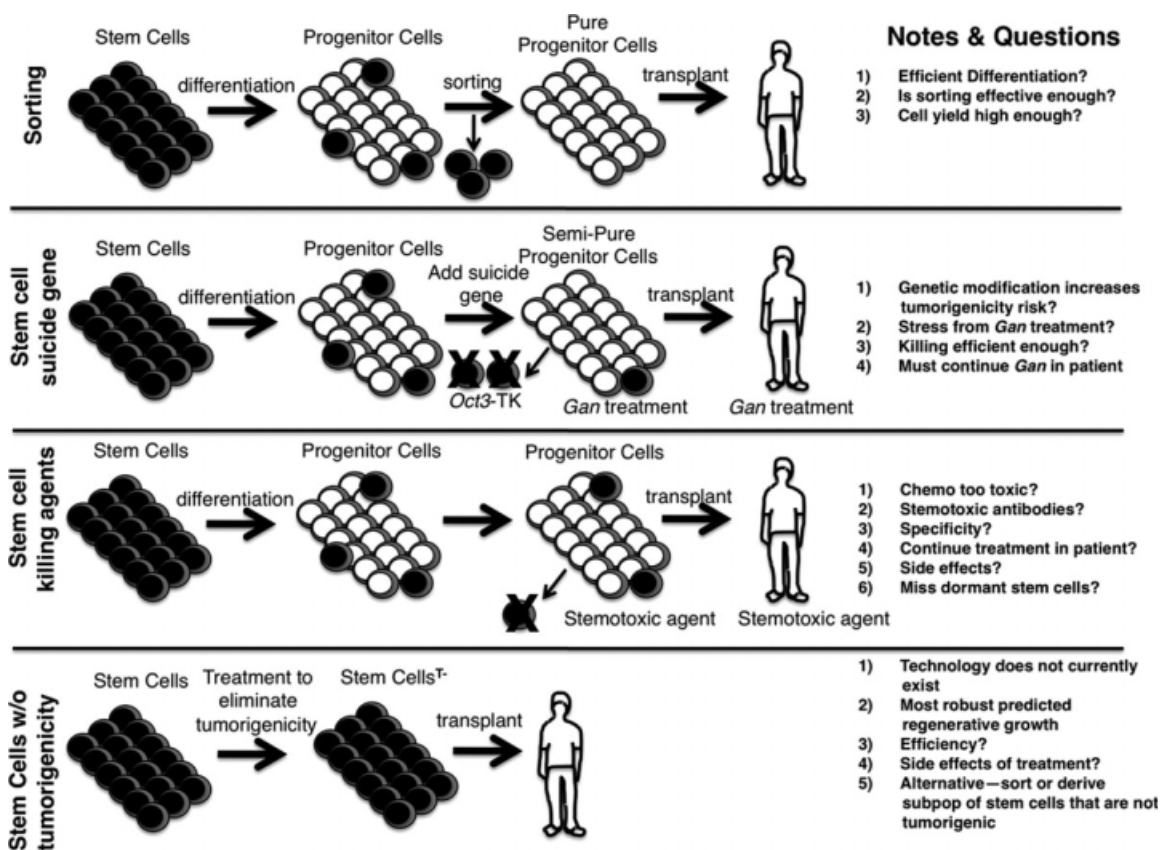 Sorting
Stem Cells
differentiation
Progenitor Cells
sorting
Pure
Progenitor Cells
transplant
Notes & Questions
1) Efficient Differentiation?
2) Is sorting effective enough?
3) Cell yield high enough?
Stem cell
suicide gene
Stem Cells
differentiation
Progenitor Cells
Add suicide
gene
Oct3-TK
Semi-Pure
Progenitor Cells
Gan treatment
transplant
Gan treatment
1) Genetic modification increases
tumorigenicity risk?
2) Stress from Gan treatment?
3) Killing efficient enough?
4) Must continue Gan in patient
Stem cell
killing agents
Stem Cells
differentiation
Progenitor Cells
Progenitor Cells
Stemotoxic agent
transplant
Stemotoxic agent
1) Chemo too toxic?
2) Stemotoxic antibodies?
3) Specificity?
4) Continue treatment in patient?
5) Side effects?
6) Miss dormant stem cells?
Stem Cells w/o
tumorigenicity
Stem Cells
Treatment to
eliminate
tumorigenicity
Stem Cellsᵀ⁻
transplant
1) Technology does not currently
exist
2) Most robust predicted
regenerative growth
3) Efficiency?
4) Side effects of treatment?
5) Alternative—sort or derive
subpop of stem cells that are not
tumorigenic